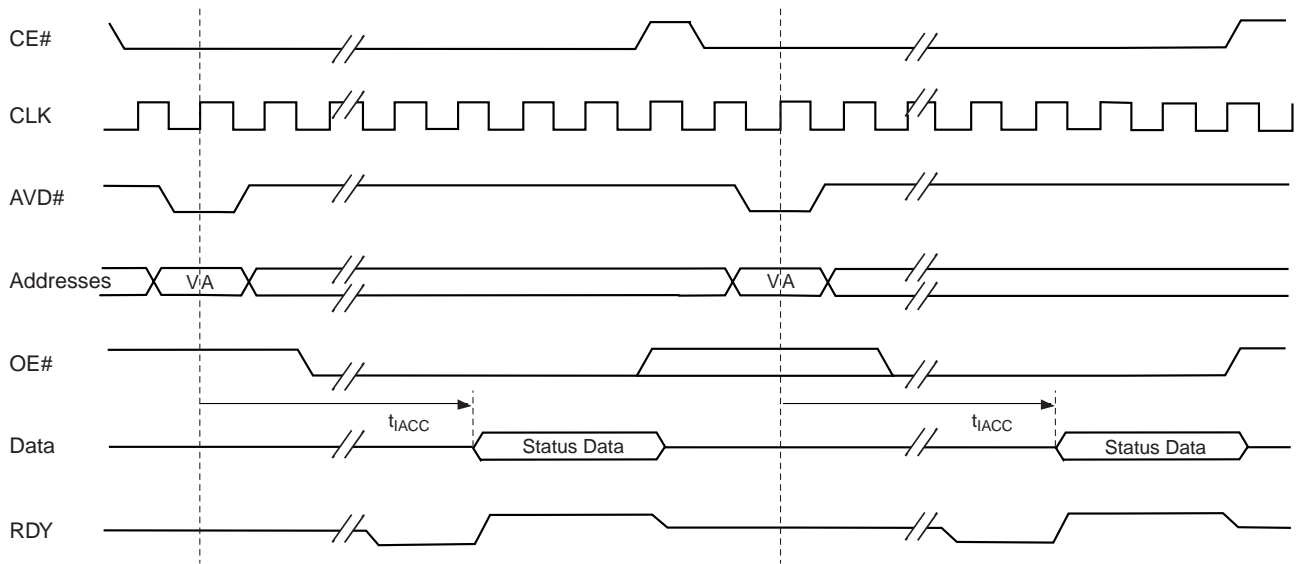 CE#
CLK
AVD#
Addresses VA VA
OE#
tIACC tIACC
Data Status Data Status Data
RDY